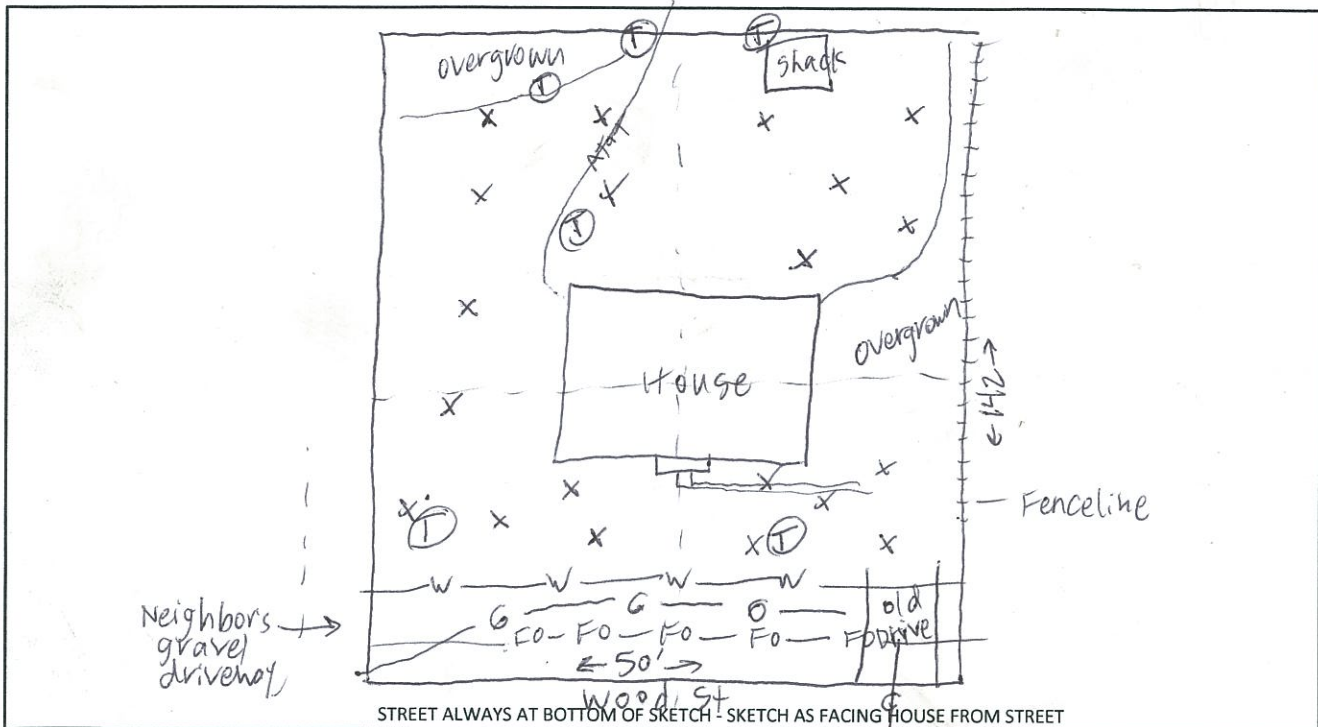 overgrown
T
T
shack
T
X
X
X
X
X
X
X
X
T
X
X
X
overgrown
House
X
← 142 →
X
X
X
X
X
Fenceline
T
X
X
X
T
X
W W W W
G G O
old
Drive
FO FO FO FO FO
Neighbors
gravel
driveway
← 50' →
Wood St
G
STREET ALWAYS AT BOTTOM OF SKETCH - SKETCH AS FACING HOUSE FROM STREET